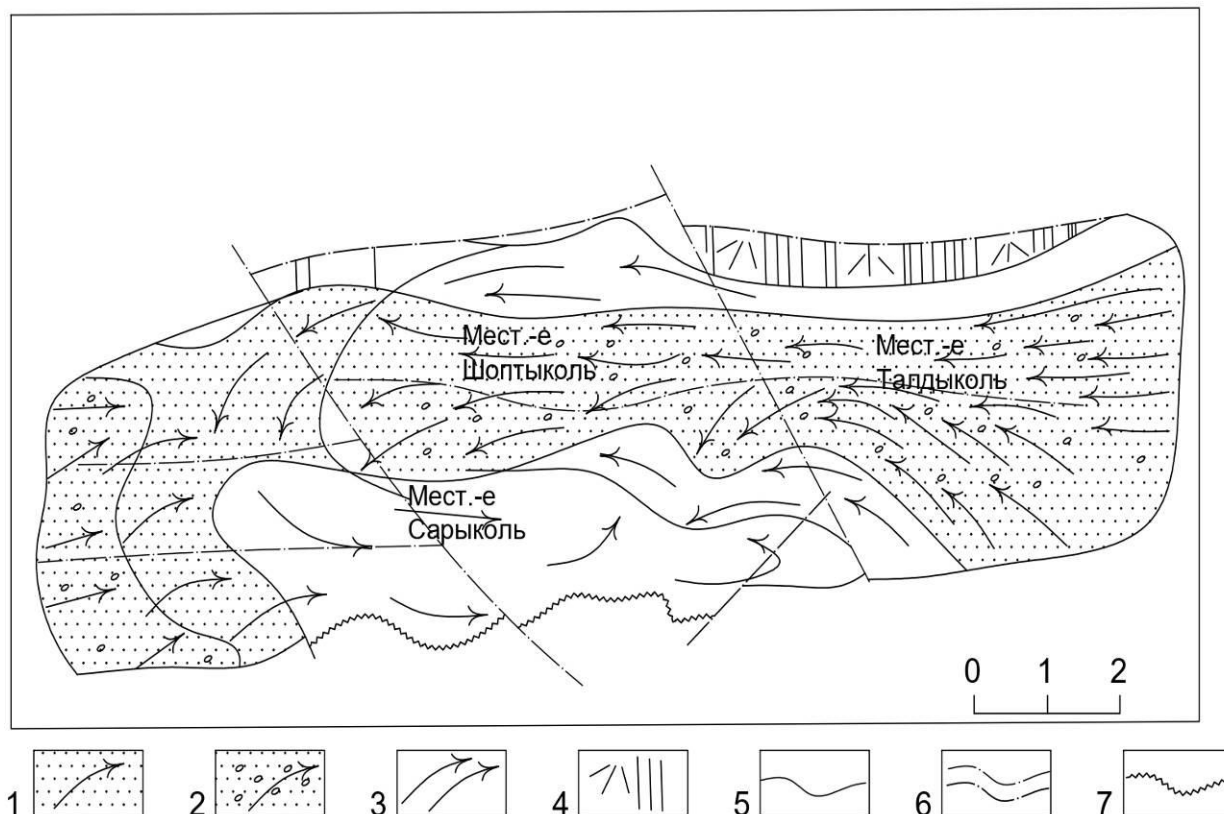 Мест.-е
Шоптыколь
Мест.-е
Талдыколь
Мест.-е
Сарыколь
0 1 2
1 2 3 4 5 6 7